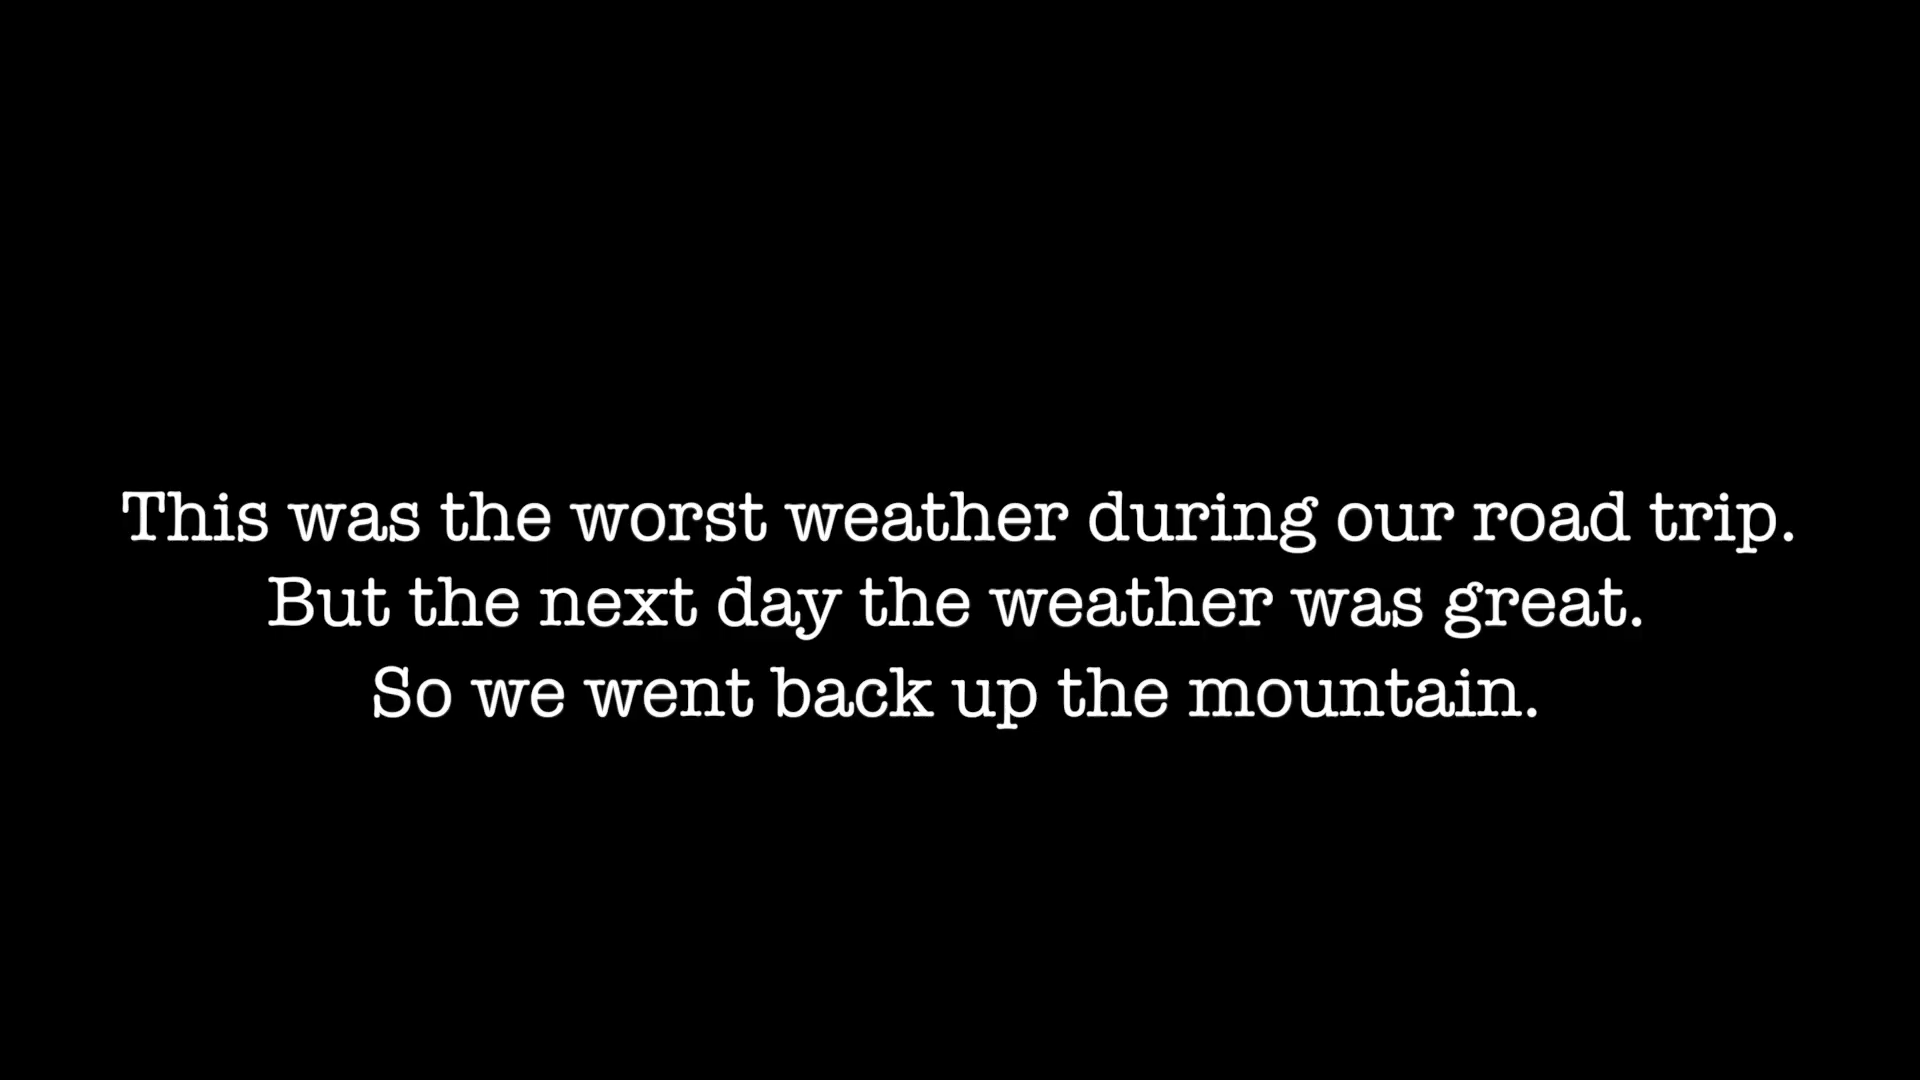 This was the worst weather during our road trip.
But the next day the weather was great.
So we went back up the mountain.